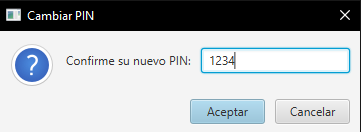 Cambiar PIN
Confirme su nuevo PIN: 1234
Aceptar Cancelar